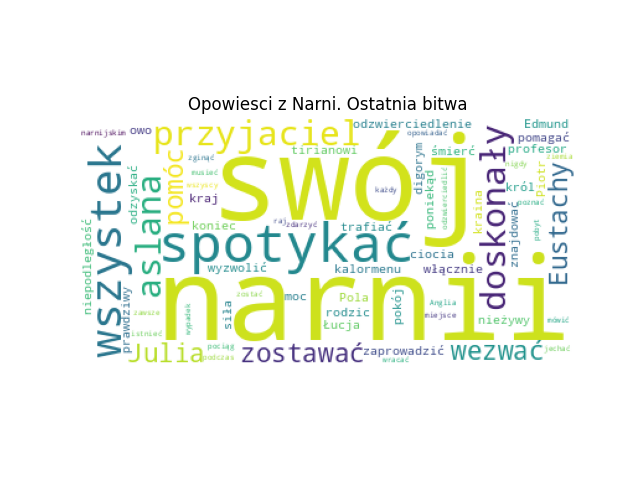 Opowiesci z Narni. Ostatnia bitwa
narnijskim
owo
przyjaciel
odzwierciedlenie
opowiadać
Edmund
pomagać
profesor
wszystek
pomóc
zginąć
musieć
wszyscy
kraj
tirianowi
swój
każdy
digorym
śmierć
poniekąd
odzwierciedlić
doskonały
nigdy
ziemia
król
Piotr
poznać
kraina
znajdować
pobyt
Eustachy
odzyskać
aslana
niepodległość
koniec
raj
zdarzyć
trafiać
spotykać
ciocia
wyzwolić
kalormenu
włącznie
narnii
prawdziwy
zawsze
istnieć
wypadek
siła
zostać
moc
Pola
rodzic
Łucja
pokój
Anglia
miejsce
nieżywy
mówić
Julia
pociąg
podczas
zostawać
zaprowadzić
wracać
wezwać
jechać